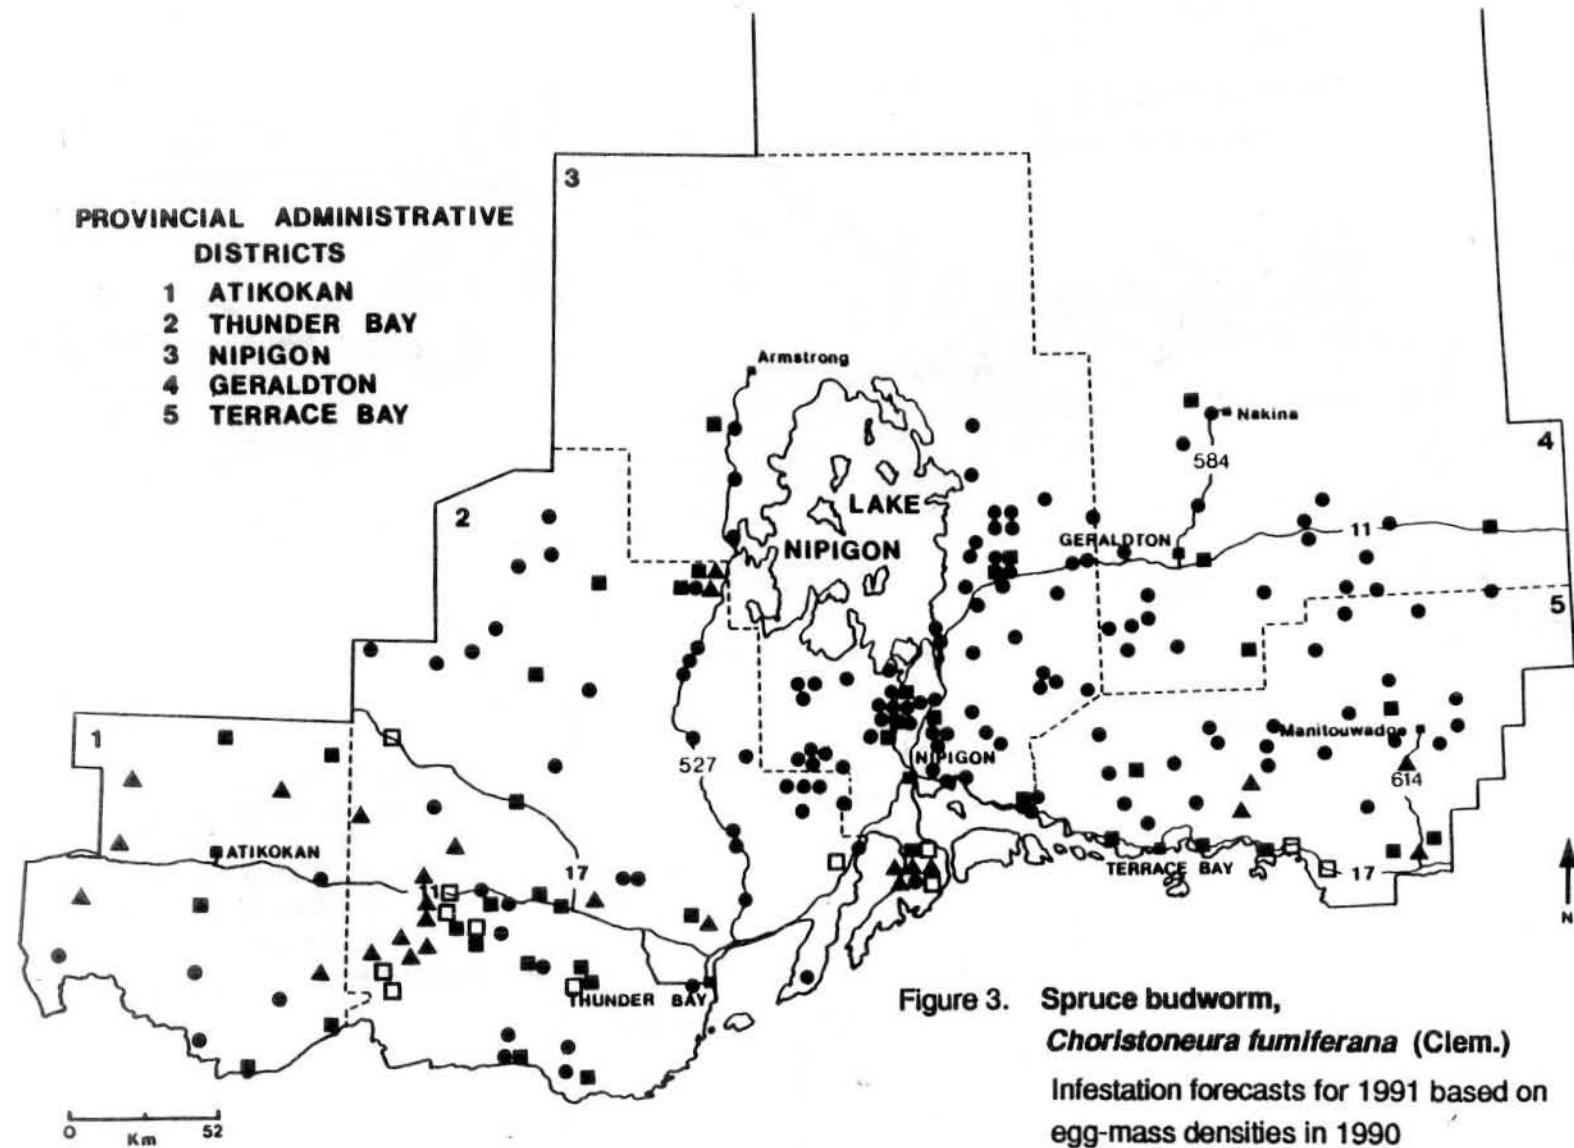 PROVINCIAL ADMINISTRATIVE
DISTRICTS
1 ATIKOKAN
2 THUNDER BAY
3 NIPIGON
4 GERALDTON
5 TERRACE BAY
3
Armstrong
Nakina
4
584
2
LAKE
NIPIGON
GERALDTON
11
5
1
527
NIPIGON
Manitouwadge
614
ATIKOKAN
17
11
TERRACE BAY
17
N
THUNDER BAY
0 Km 52
Figure 3. Spruce budworm,
Choristoneura fumiferana (Clem.)
Infestation forecasts for 1991 based on
egg-mass densities in 1990